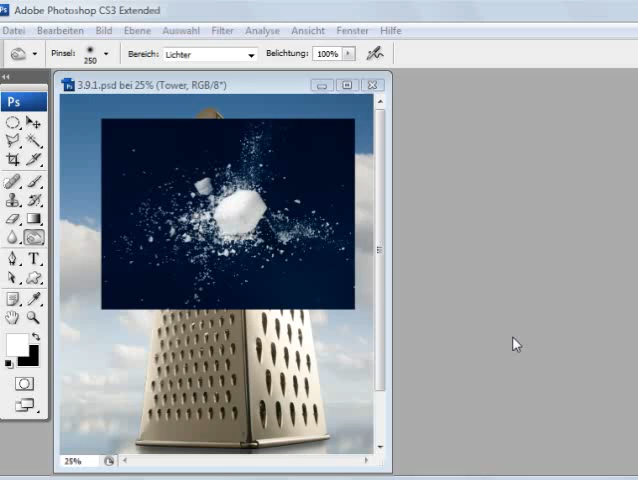 Ps Adobe Photoshop CS3 Extended
Datei Bearbeiten Bild Ebene Auswahl Filter Analyse Ansicht Fenster Hilfe
Pinsel: 250 Bereich: Lichter Belichtung: 100%
3.9.1.psd bei 25% (Tower, RGB/8*)
Ps
T
25%